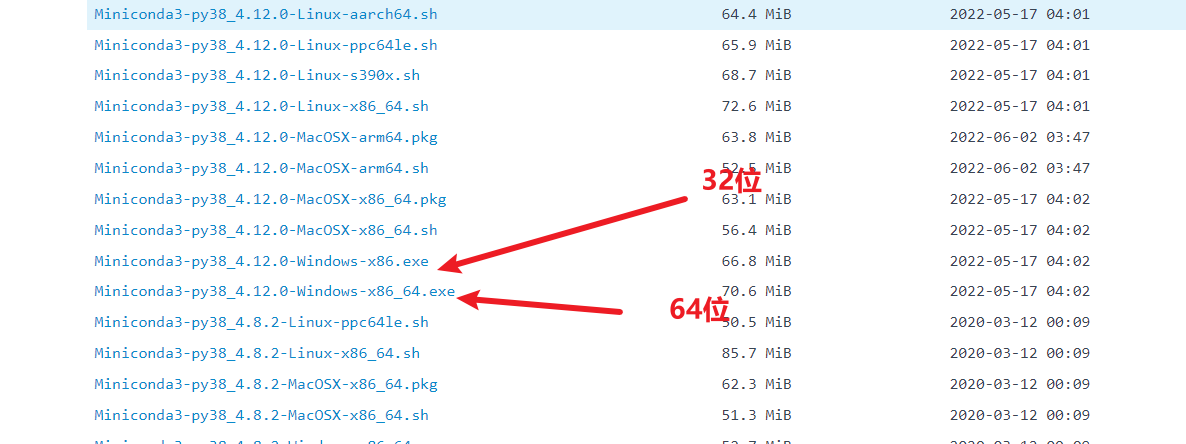 Miniconda3-py38_4.12.0-Linux-aarch64.sh 64.4 MiB 2022-05-17 04:01
Miniconda3-py38_4.12.0-Linux-ppc64le.sh 65.9 MiB 2022-05-17 04:01
Miniconda3-py38_4.12.0-Linux-s390x.sh 68.7 MiB 2022-05-17 04:01
Miniconda3-py38_4.12.0-Linux-x86_64.sh 72.6 MiB 2022-05-17 04:01
Miniconda3-py38_4.12.0-MacOSX-arm64.pkg 63.8 MiB 2022-06-02 03:47
Miniconda3-py38_4.12.0-MacOSX-arm64.sh 52.5 MiB 2022-06-02 03:47
32位
Miniconda3-py38_4.12.0-MacOSX-x86_64.pkg 63.1 MiB 2022-05-17 04:02
Miniconda3-py38_4.12.0-MacOSX-x86_64.sh 56.4 MiB 2022-05-17 04:02
Miniconda3-py38_4.12.0-Windows-x86.exe 66.8 MiB 2022-05-17 04:02
Miniconda3-py38_4.12.0-Windows-x86_64.exe 70.6 MiB 2022-05-17 04:02
64位
Miniconda3-py38_4.8.2-Linux-ppc64le.sh 50.5 MiB 2020-03-12 00:09
Miniconda3-py38_4.8.2-Linux-x86_64.sh 85.7 MiB 2020-03-12 00:09
Miniconda3-py38_4.8.2-MacOSX-x86_64.pkg 62.3 MiB 2020-03-12 00:09
Miniconda3-py38_4.8.2-MacOSX-x86_64.sh 51.3 MiB 2020-03-12 00:09